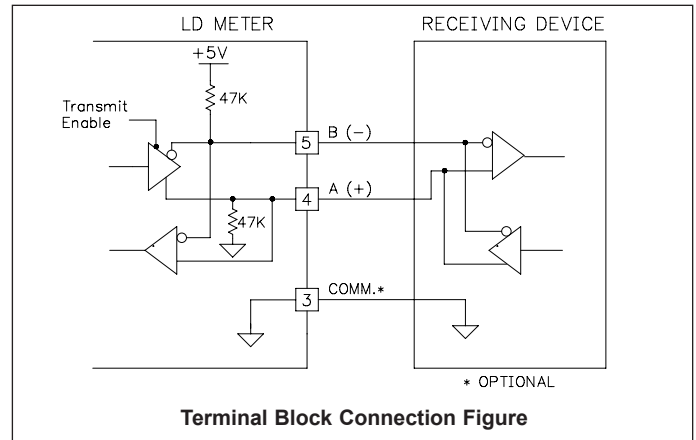 LD METER
RECEIVING DEVICE
+5V
47K
Transmit
Enable
5
B (-)
4
A (+)
47K
3
COMM.*
* OPTIONAL
Terminal Block Connection Figure